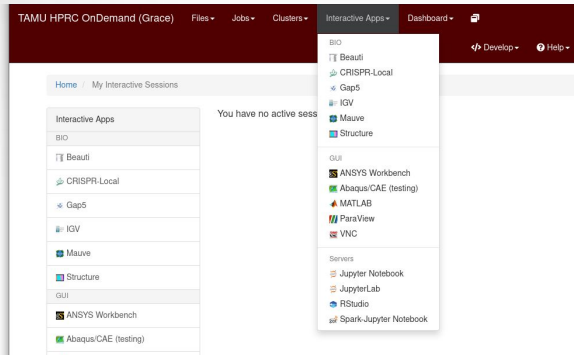 TAMU HPRC OnDemand (Grace) Files Jobs Clusters Interactive Apps Dashboard
</> Develop Help
Home / My Interactive Sessions
Interactive Apps
BIO
Beauti
CRISPR-Local
Gap5
IGV
Mauve
Structure
GUI
ANSYS Workbench
Abaqus/CAE (testing)
You have no active sess
BIO
Beauti
CRISPR-Local
Gap5
IGV
Mauve
Structure
GUI
ANSYS Workbench
Abaqus/CAE (testing)
MATLAB
ParaView
VNC
Servers
Jupyter Notebook
JupyterLab
RStudio
Spark-Jupyter Notebook